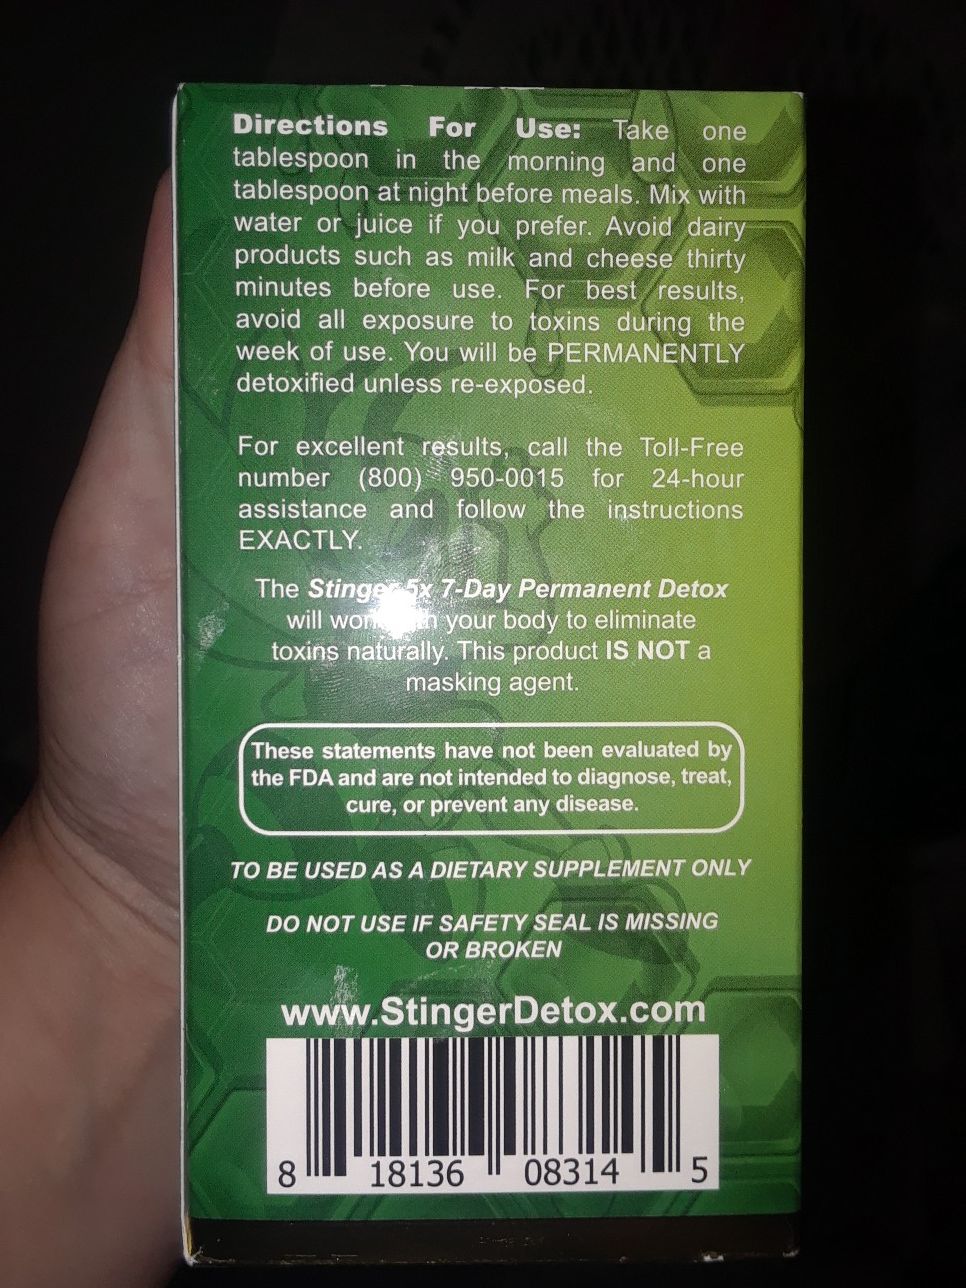 Directions For Use: Take one
tablespoon in the morning and one
tablespoon at night before meals. Mix with
water or juice if you prefer. Avoid dairy
products such as milk and cheese thirty
minutes before use. For best results,
avoid all exposure to toxins during the
week of use. You will be PERMANENTLY
detoxified unless re-exposed.
For excellent results, call the Toll-Free
number (800) 950-0015 for 24-hour
assistance and follow the instructions
EXACTLY.
The Stinger 5x 7-Day Permanent Detox
will your body to eliminate
toxins naturally. This product IS NOT a
masking agent.
These statements have not been evaluated by
the FDA and are not intended to diagnose, treat,
cure, or prevent any disease.
TO BE USED AS A DIETARY SUPPLEMENT ONLY
DO NOT USE IF SAFETY SEAL IS MISSING
OR BROKEN
www.StingerDetox.com
8 18136 08314 5